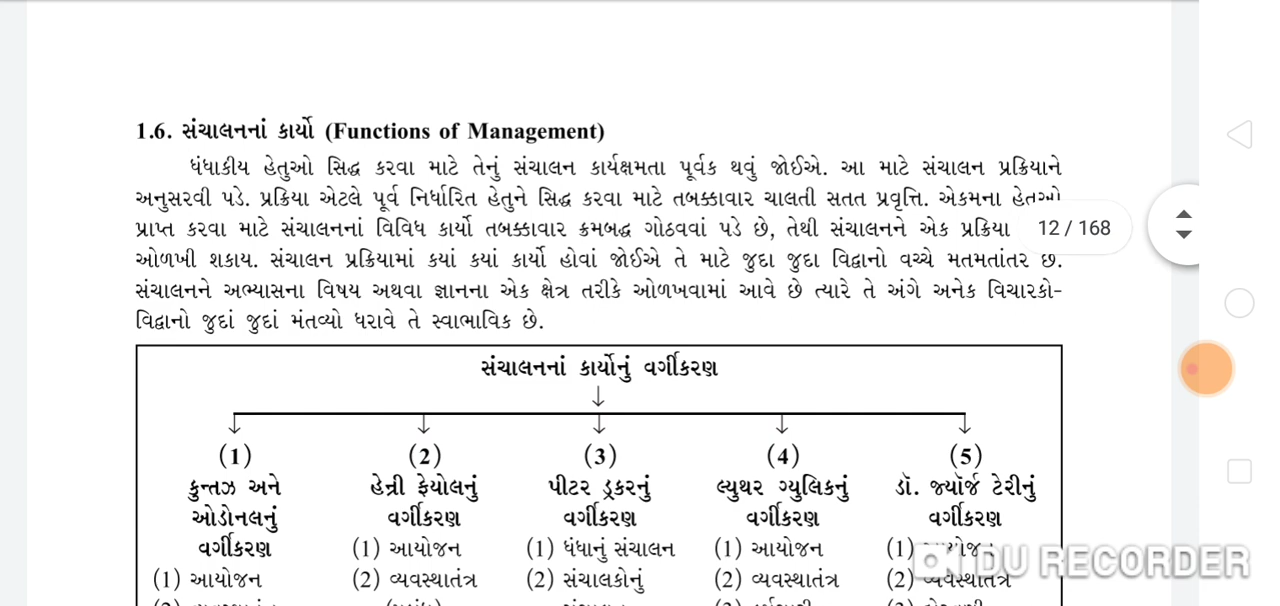 1.6. સંચાલનનાં કાર્યો (Functions of Management)
ધંધાકીય હેતુઓ સિદ્ધ કરવા માટે તેનું સંચાલન કાર્યક્ષમતા પૂર્વક થવું જોઈએ. આ માટે સંચાલન પ્રક્રિયાને
અનુસરવી પડે. પ્રક્રિયા એટલે પૂર્વ નિર્ધારિત હેતુને સિદ્ધ કરવા માટે તબક્કાવાર ચાલતી સતત પ્રવૃત્તિ. એકમના
પ્રાપ્ત કરવા માટે સંચાલનનાં વિવિધ કાર્યો તબક્કાવાર ક્રમબદ્ધ ગોઠવવાં પડે છે, તેથી સંચાલનને એક પ્રક્રિયા
12 / 168
ઓળખી શકાય. સંચાલન પ્રક્રિયામાં કયાં કયાં કાર્યો હોવાં જોઈએ તે માટે જુદા જુદા વિદ્વાનો વચ્ચે મતમતાંતર છે.
સંચાલનને અભ્યાસના વિષય અથવા જ્ઞાનના એક ક્ષેત્ર તરીકે ઓળખવામાં આવે છે ત્યારે તે અંગે અનેક વિચારકો-
વિદ્વાનો જુદાં જુદાં મંતવ્યો ધરાવે તે સ્વાભાવિક છે.
સંચાલનનાં કાર્યોનું વર્ગીકરણ
(1)
કુન્તઝ અને
ઓડોનલનું
વર્ગીકરણ
(1) આયોજન
(2)
હેન્રી ફેયોલનું
વર્ગીકરણ
(1) આયોજન
(2) વ્યવસ્થાતંત્ર
(3)
પીટર ડ્રકરનું
વર્ગીકરણ
(1) ધંધાનું સંચાલન
(2) સંચાલકોનું
(4)
લ્યુથર ગ્યુલિકનું
વર્ગીકરણ
(1) આયોજન
(2) વ્યવસ્થાતંત્ર
(5)
ડૉ. જ્યૉર્જ ટેરીનું
વર્ગીકરણ
(1)
(2) વ્યવસ્થાતંત્ર
DU RECORDER